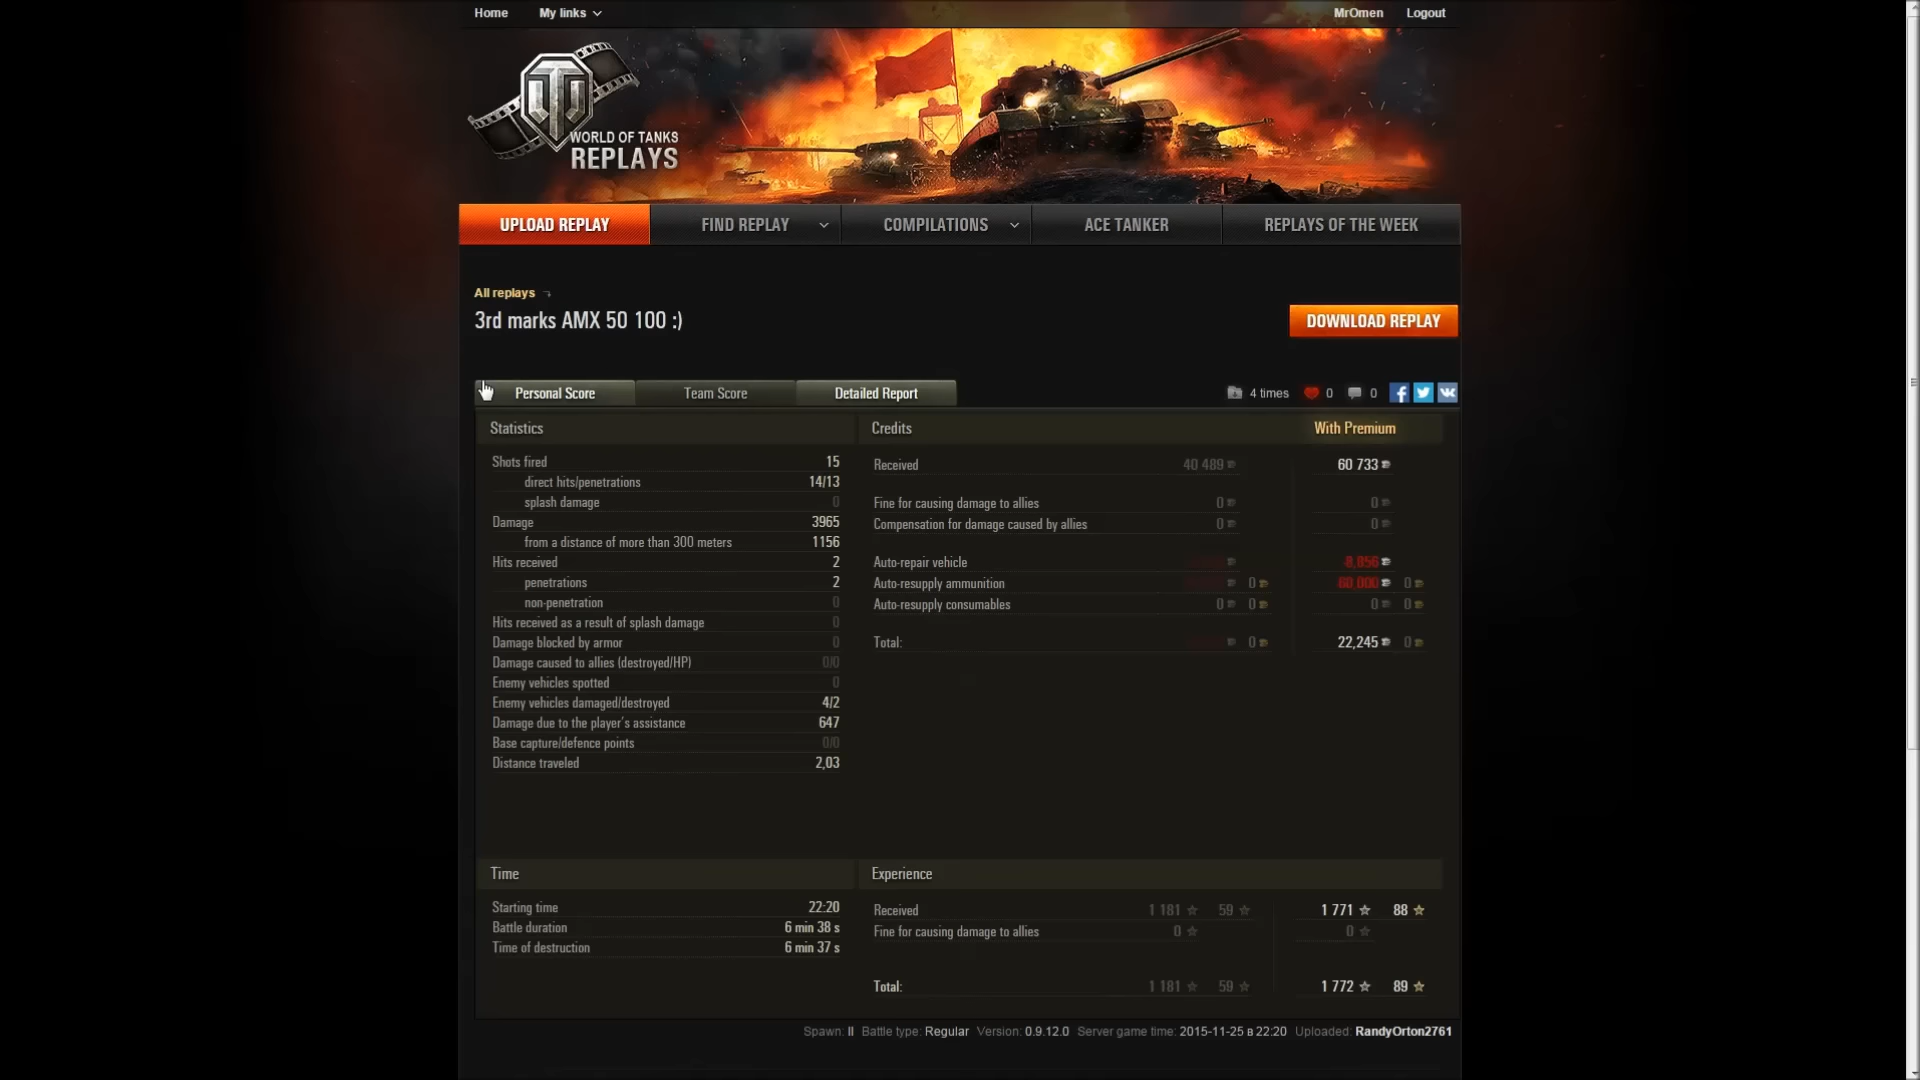 Home My links MrOmen Logout
WORLD OF TANKS
REPLAYS
UPLOAD REPLAY FIND REPLAY COMPILATIONS ACE TANKER REPLAYS OF THE WEEK
All replays
3rd marks AMX 50 100 :) DOWNLOAD REPLAY
Personal Score Team Score Detailed Report 4 times 0 0
Statistics Credits With Premium
Shots fired 15
direct hits/penetrations 14/13
splash damage 0
Damage 3965
from a distance of more than 300 meters 1156
Hits received 2
penetrations 2
non-penetration 0
Hits received as a result of splash damage 0
Damage blocked by armor 0
Damage caused to allies (destroyed/HP) 0/0
Enemy vehicles spotted 0
Enemy vehicles damaged/destroyed 4/2
Damage due to the player's assistance 647
Base capture/defence points 0/0
Distance traveled 2,03
Received 40 489 60 733
Fine for causing damage to allies 0 0
Compensation for damage caused by allies 0 0
Auto-repair vehicle
Auto-resupply ammunition 0 0
Auto-resupply consumables 0 0 0 0
Total: 0 22,245 0
Time Experience
Starting time 22:20
Battle duration 6 min 38 s
Time of destruction 6 min 37 s
Received 1 181 59 1 771 88
Fine for causing damage to allies 0 0
Total: 1 181 59 1 772 89
Spawn: II Battle type: Regular Version: 0.9.12.0 Server game time: 2015-11-25 в 22:20 Uploaded: RandyOrton2761